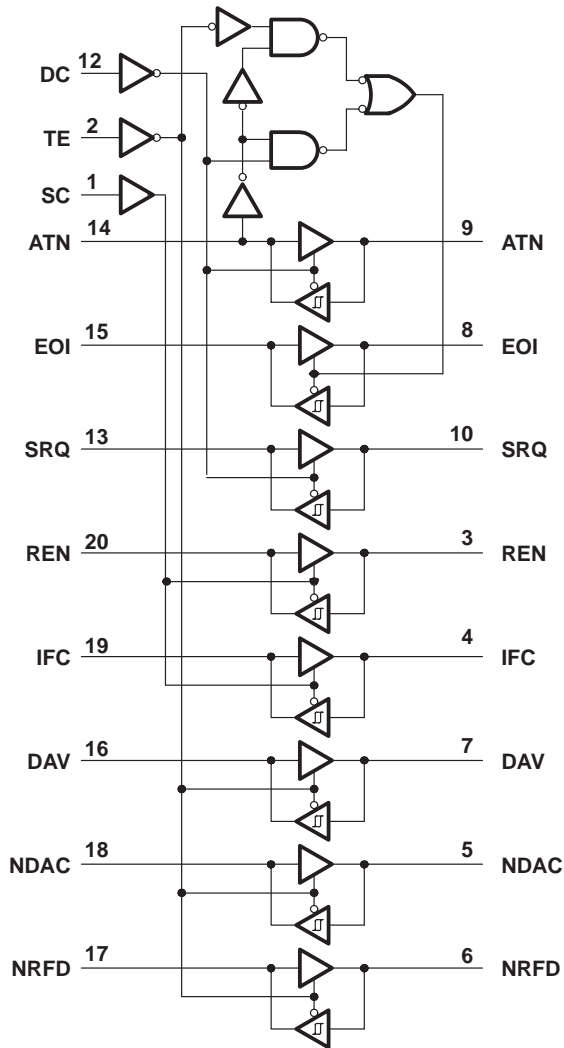 DC 12
TE 2
SC 1
ATN 14 9 ATN
EOI 15 8 EOI
SRQ 13 10 SRQ
REN 20 3 REN
IFC 19 4 IFC
DAV 16 7 DAV
NDAC 18 5 NDAC
NRFD 17 6 NRFD